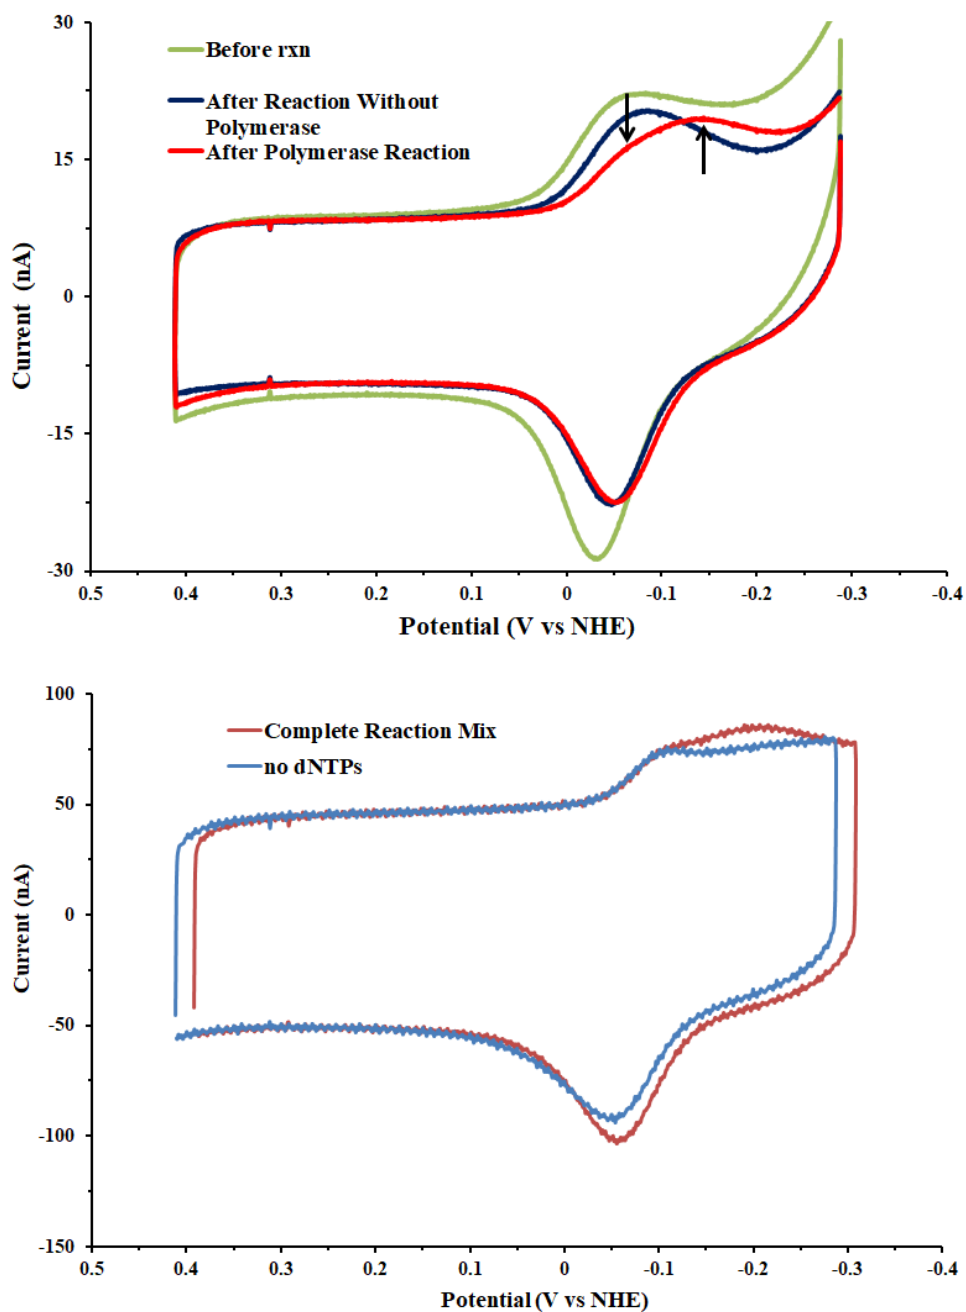 30
Before rxn
After Reaction Without
Polymerase
After Polymerase Reaction
15
0
-15
-30
Current (nA)
0.5 0.4 0.3 0.2 0.1 0 -0.1 -0.2 -0.3 -0.4
Potential (V vs NHE)
100
Complete Reaction Mix
no dNTPs
50
0
-50
-100
-150
Current (nA)
0.5 0.4 0.3 0.2 0.1 0 -0.1 -0.2 -0.3 -0.4
Potential (V vs NHE)